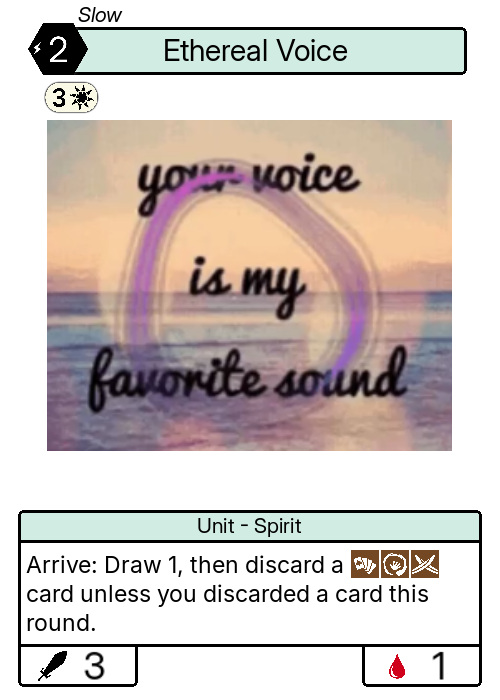 Slow
2
Ethereal Voice
3
your voice
is my
favorite sound
Unit - Spirit
Arrive: Draw 1, then discard a
card unless you discarded a card this
round.
3
1